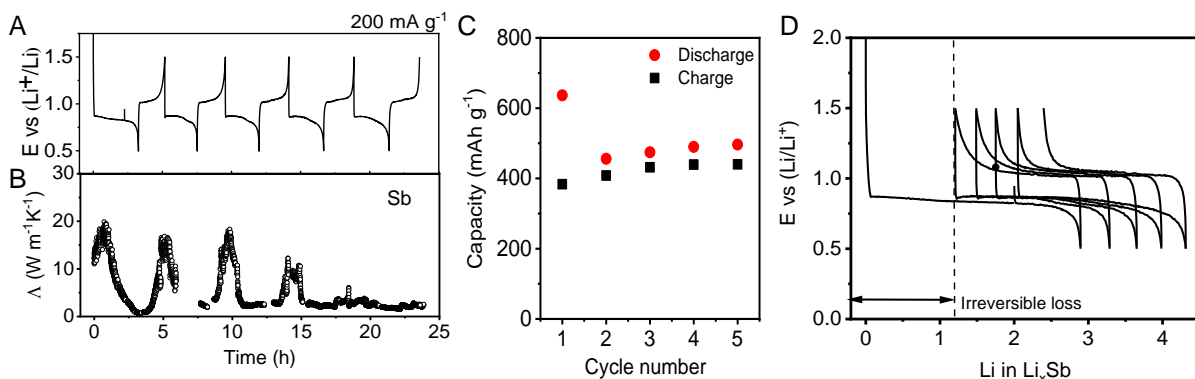 A
200 mA g⁻¹
E vs (Li⁺/Li)
1.5
1.0
0.5
B
Sb
Λ (W m⁻¹K⁻¹)
30
20
10
0
0 5 10 15 20 25
Time (h)
C
Discharge
Charge
Capacity (mAh g⁻¹)
800
600
400
200
0
1 2 3 4 5
Cycle number
D
E vs (Li/Li⁺)
2.0
1.5
1.0
0.5
0.0
Irreversible loss
0 1 2 3 4
Li in LiₓSb